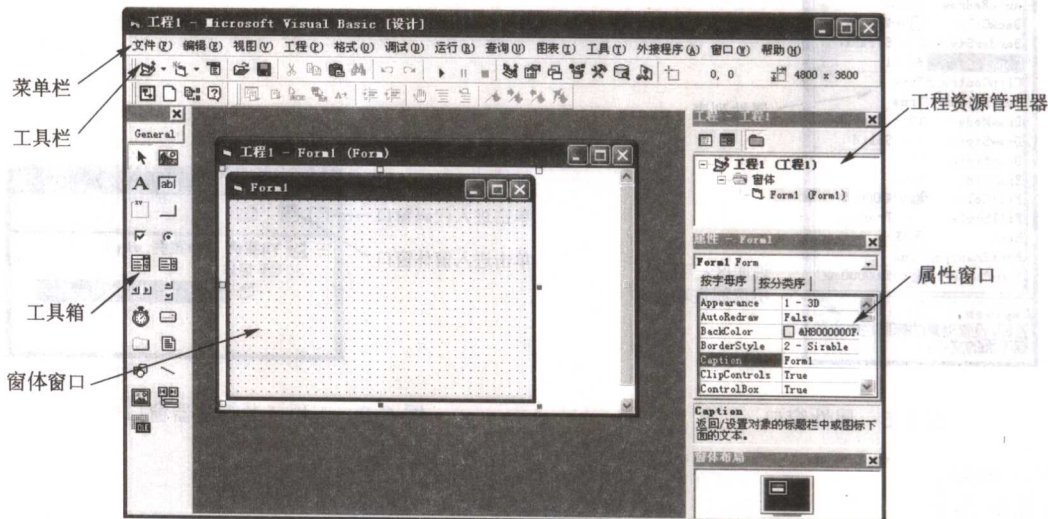 工程1 - Microsoft Visual Basic [设计]
文件(F) 编辑(E) 视图(V) 工程(P) 格式(O) 调试(D) 运行(R) 查询(U) 图表(I) 工具(T) 外接程序(A) 窗口(W) 帮助(H)
0, 0 4800 x 3600
菜单栏
工具栏
工具箱
窗体窗口
General
工程1 - Form1 (Form)
Form1
工程 - 工程1
工程1 (工程1)
窗体
Form1 (Form1)
工程资源管理器
属性 - Form1
Form1 Form
按字母序 按分类序
Appearance 1 - 3D
AutoRedraw False
BackColor &H8000000F&
BorderStyle 2 - Sizable
Caption Form1
ClipControls True
ControlBox True
属性窗口
Caption
返回/设置对象的标题栏中或图标下
面的文本。
窗体布局